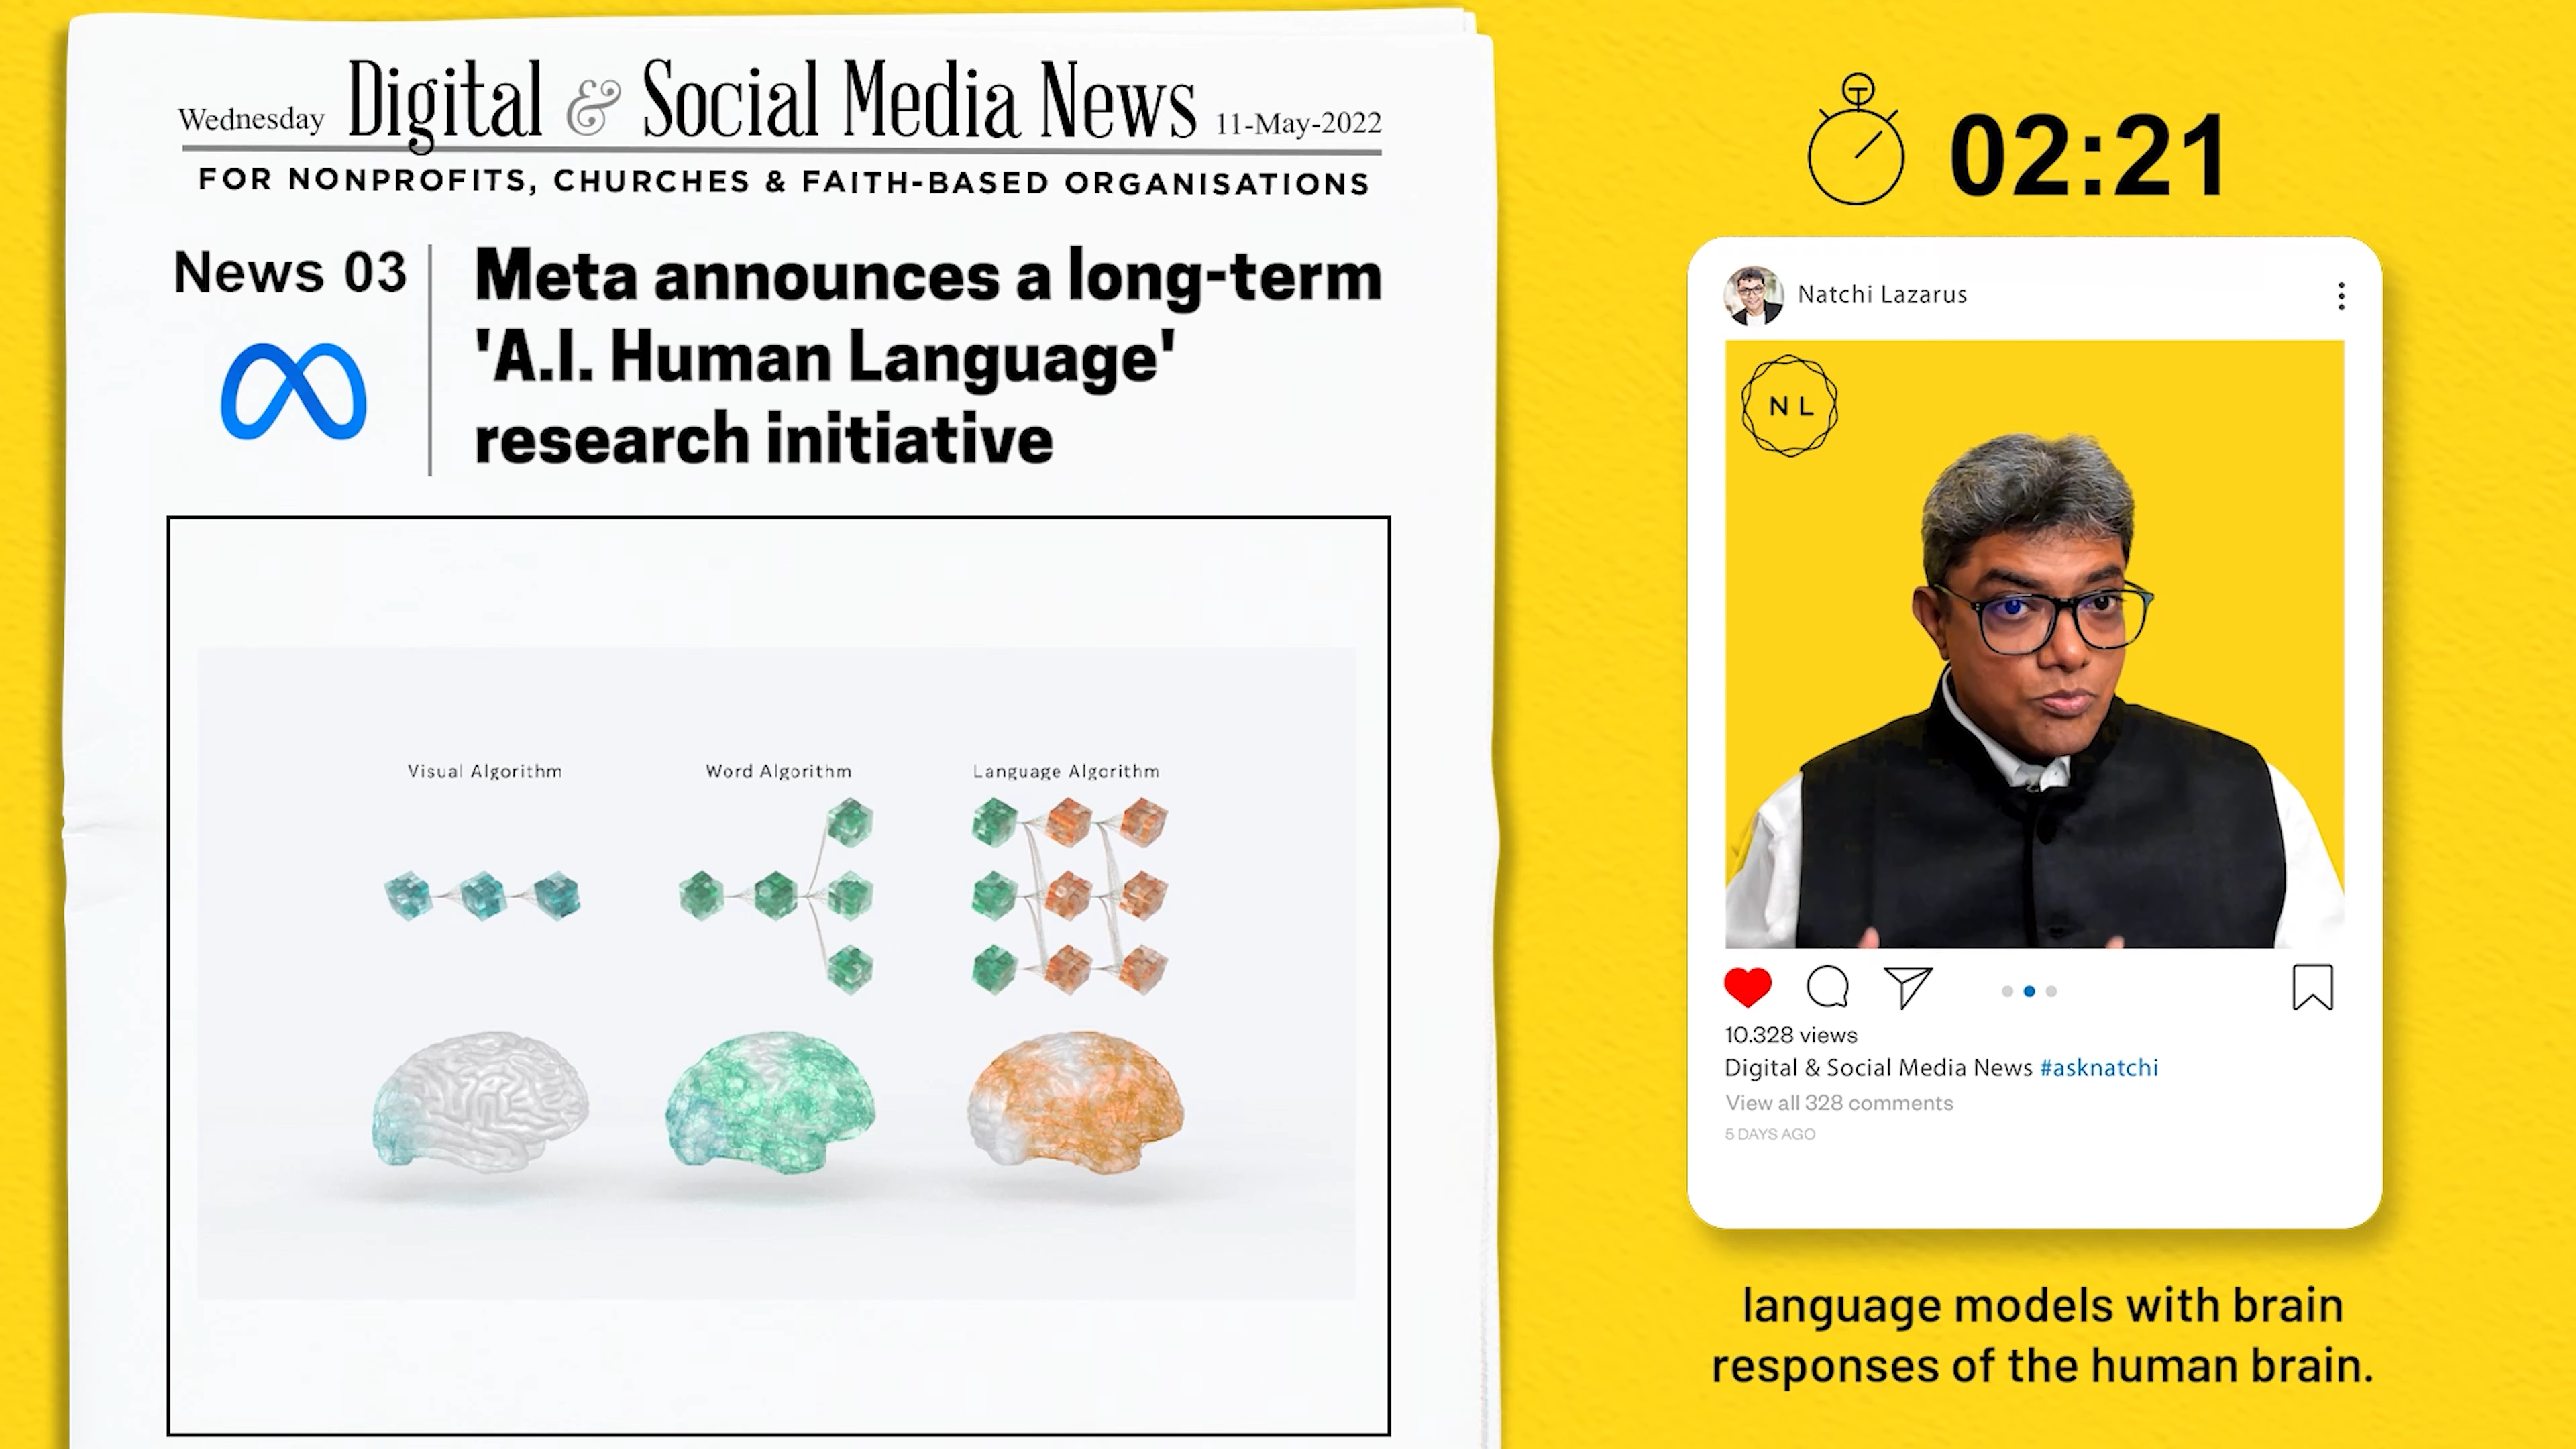 Wednesday Digital & Social Media News 11-May-2022
FOR NONPROFITS, CHURCHES & FAITH-BASED ORGANISATIONS
News 03
Meta announces a long-term
'A.I. Human Language'
research initiative
Visual Algorithm
Word Algorithm
Language Algorithm
02:21
Natchi Lazarus
N L
10.328 views
Digital & Social Media News #asknatchi
View all 328 comments
5 DAYS AGO
language models with brain
responses of the human brain.